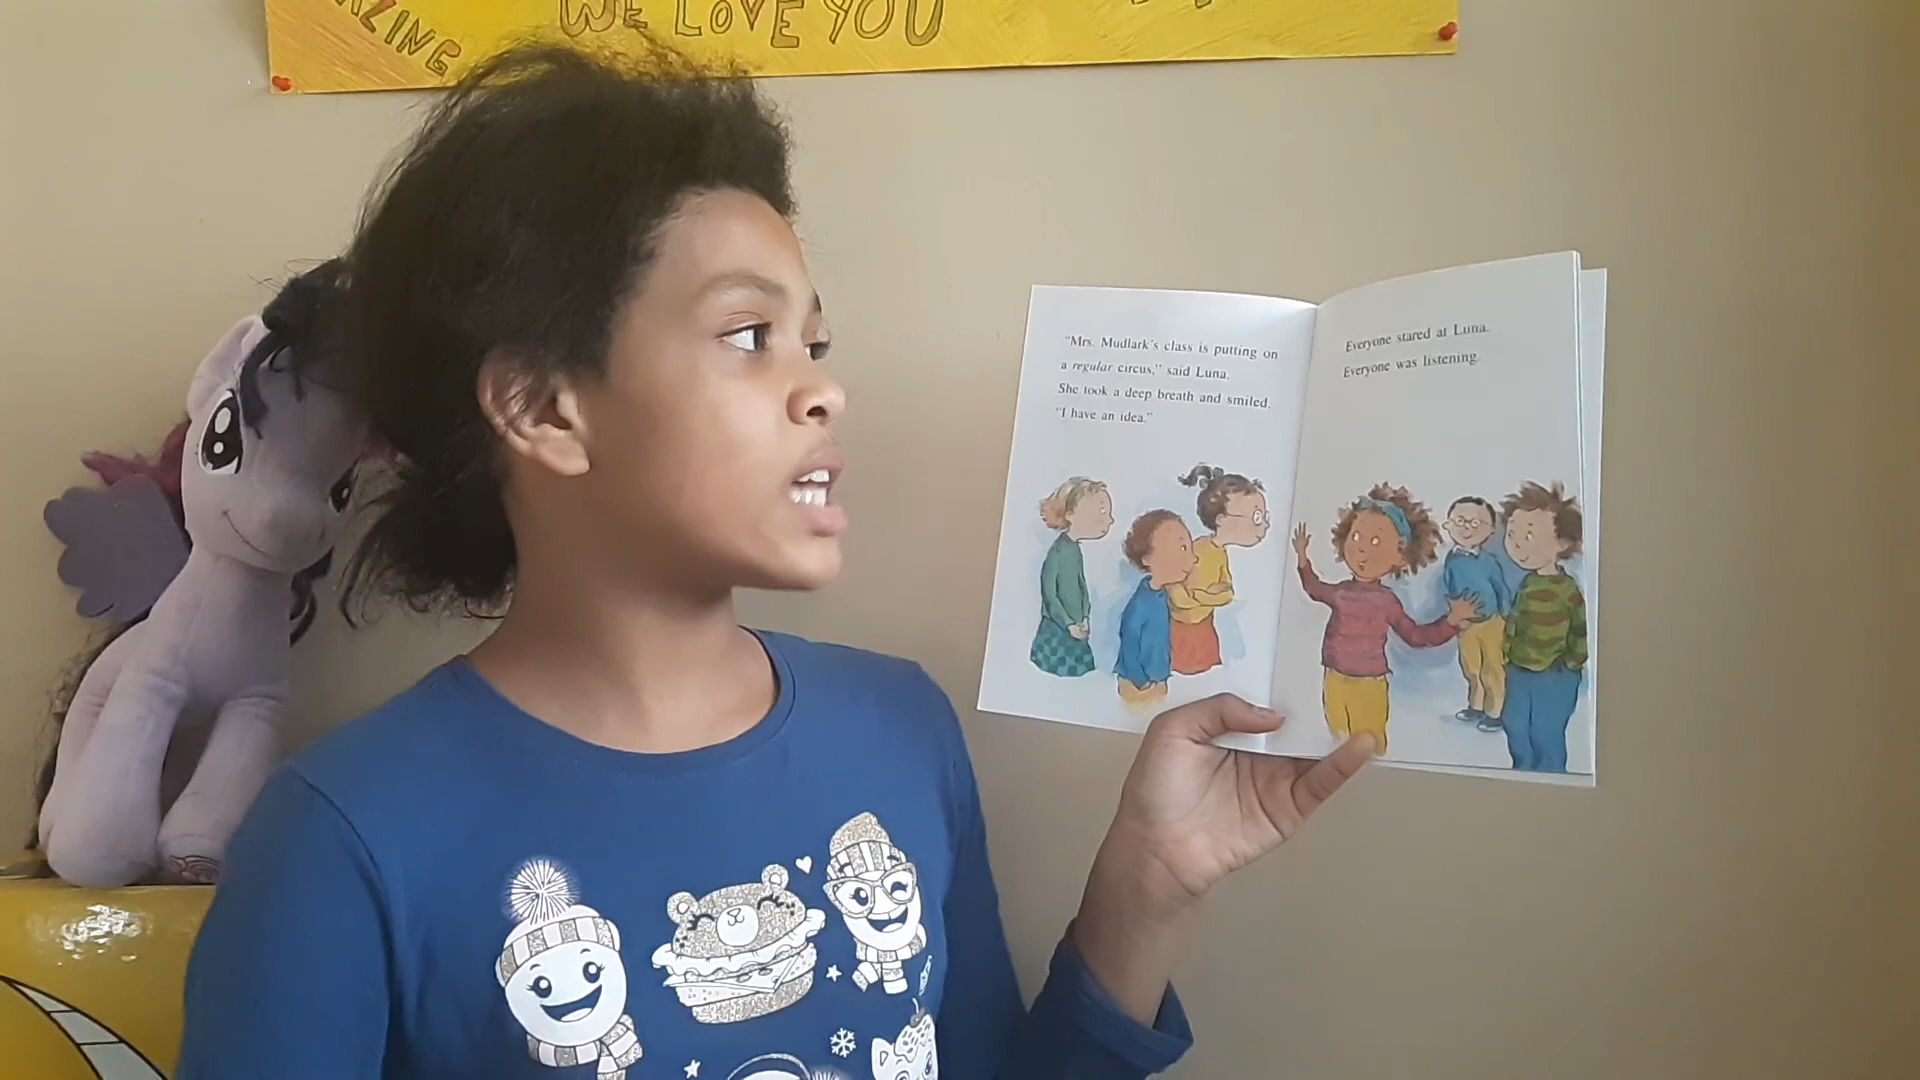 WE LOVE YOU
AZING
"Mrs. Mudlark's class is putting on
a regular circus," said Luna.
She took a deep breath and smiled.
"I have an idea."
Everyone stared at Luna.
Everyone was listening.